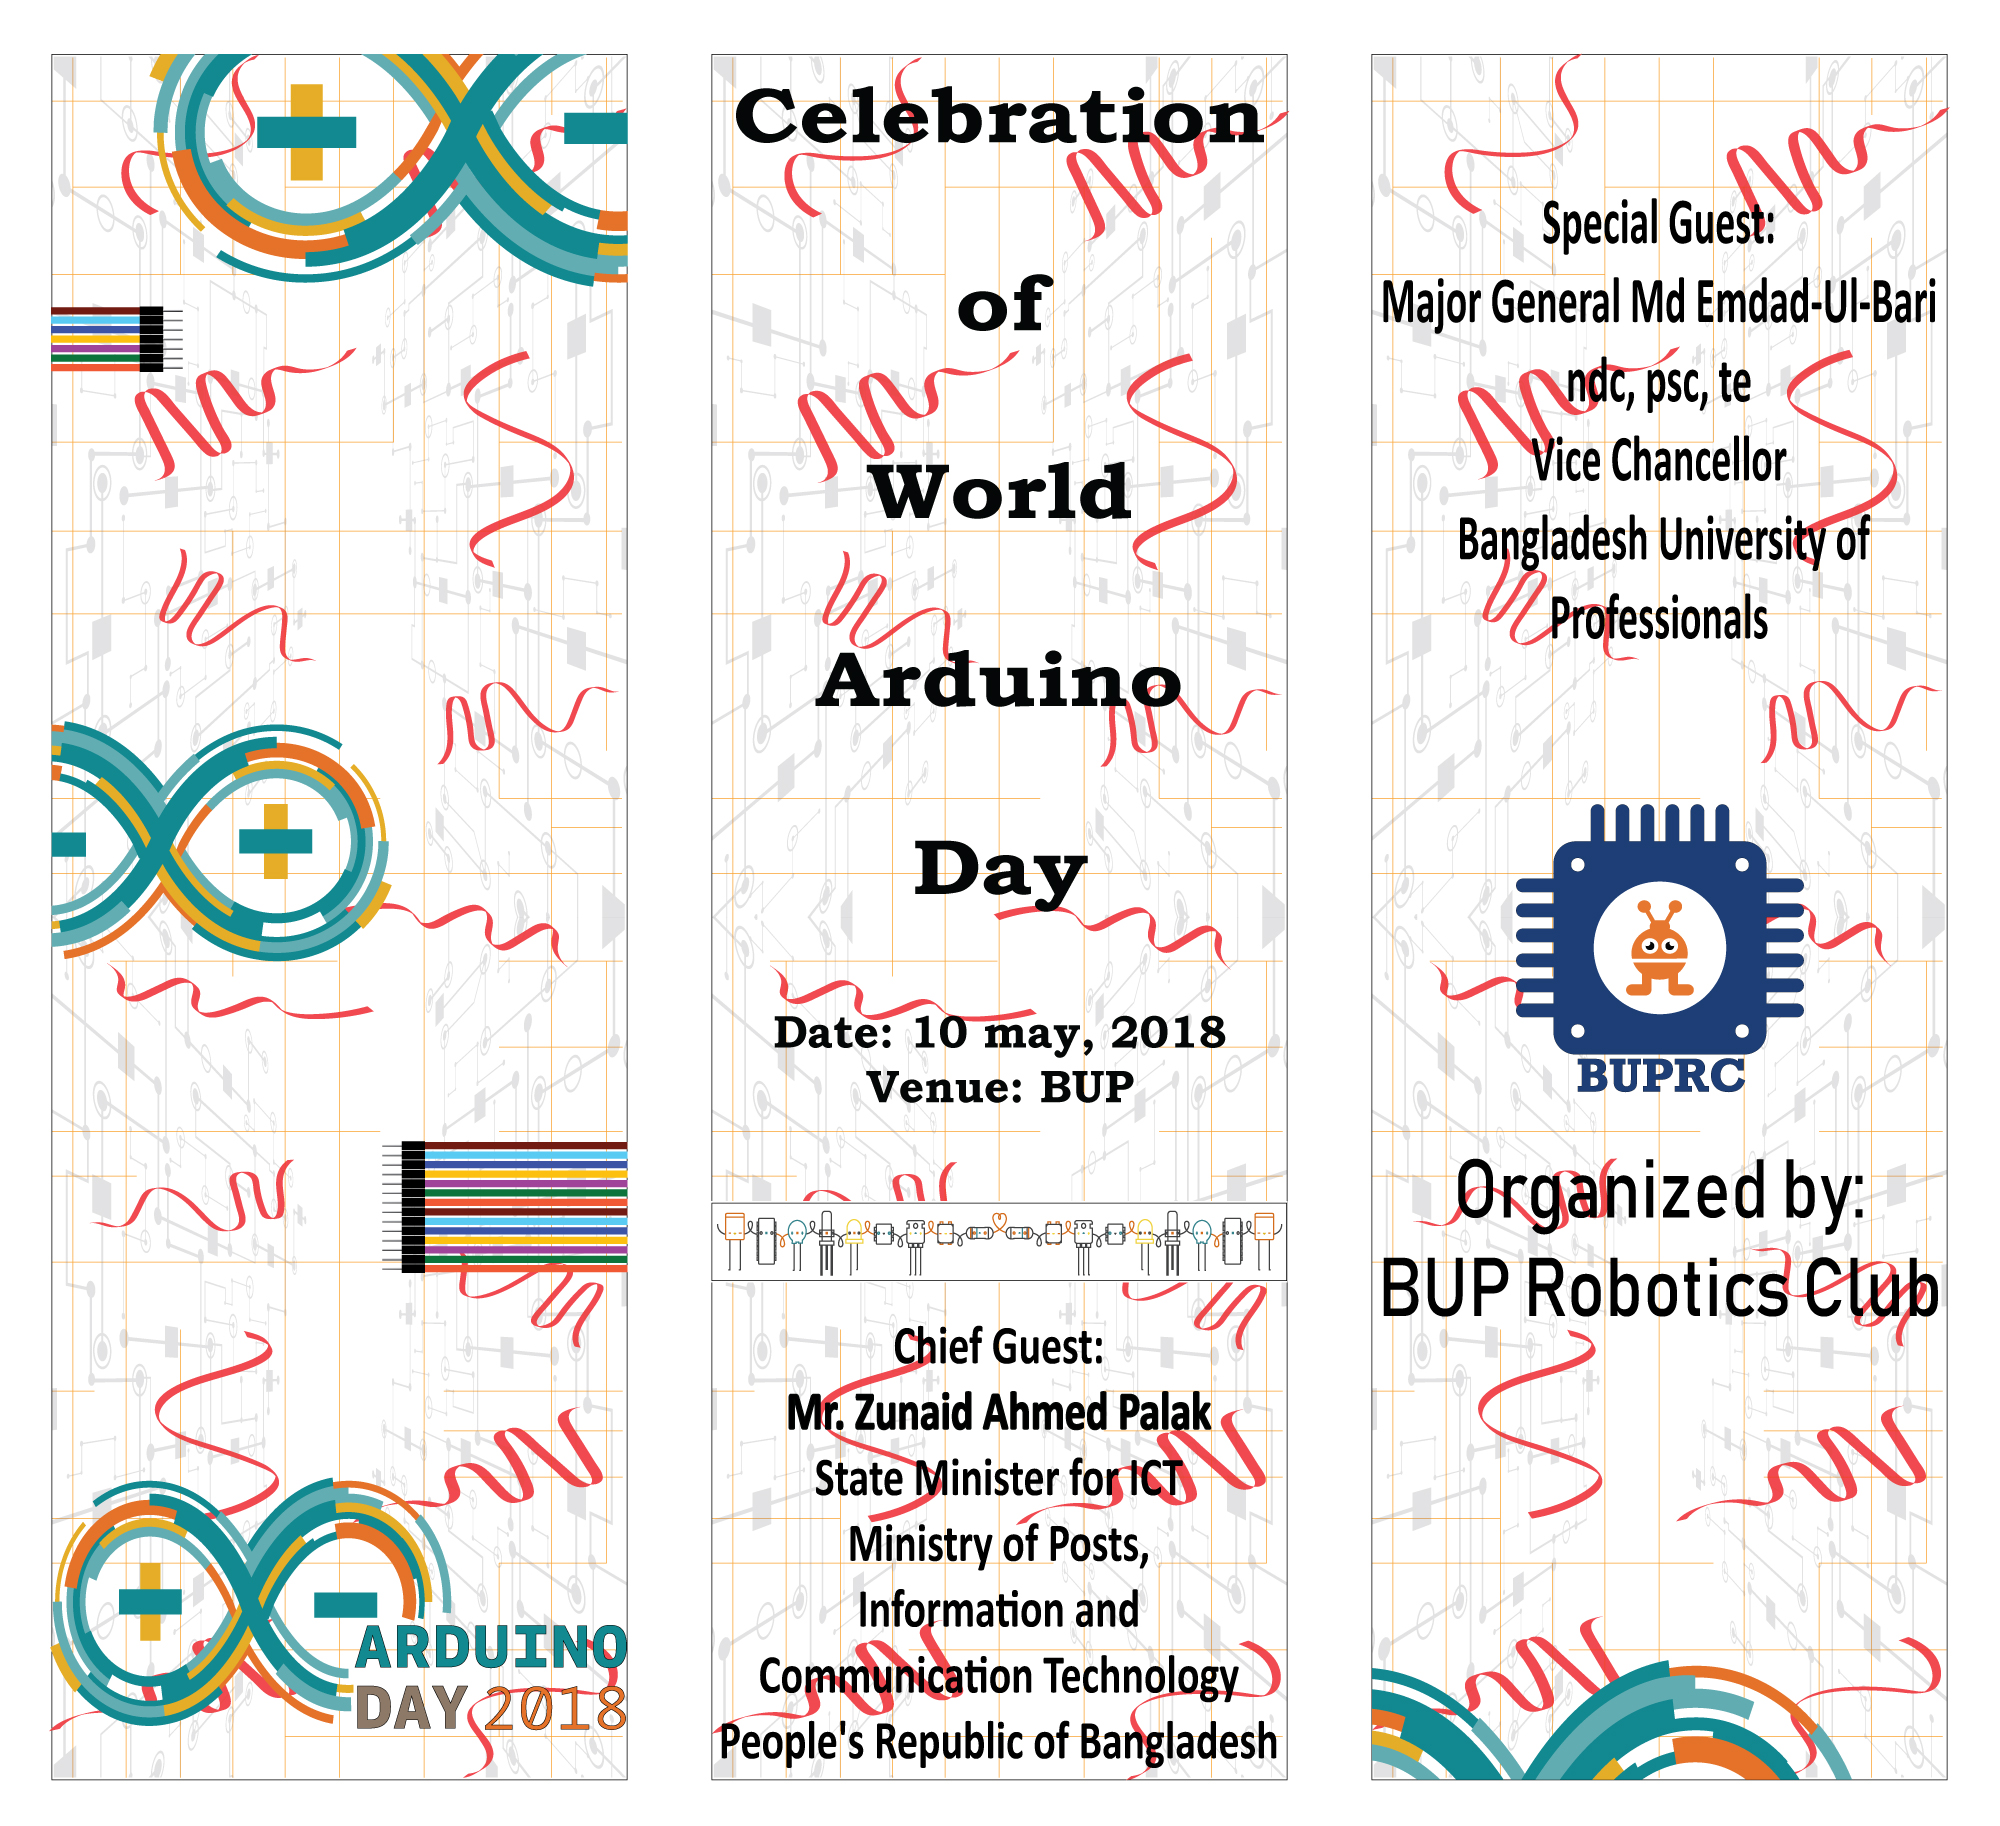 ARDUINO
DAY 2018
Celebration
of
World
Arduino
Day
Date: 10 may, 2018
Venue: BUP
Chief Guest:
Mr. Zunaid Ahmed Palak
State Minister for ICT
Ministry of Posts,
Information and
Communication Technology
People's Republic of Bangladesh
Special Guest:
Major General Md Emdad-Ul-Bari
ndc, psc, te
Vice Chancellor
Bangladesh University of
Professionals
BUPRC
Organized by:
BUP Robotics Club